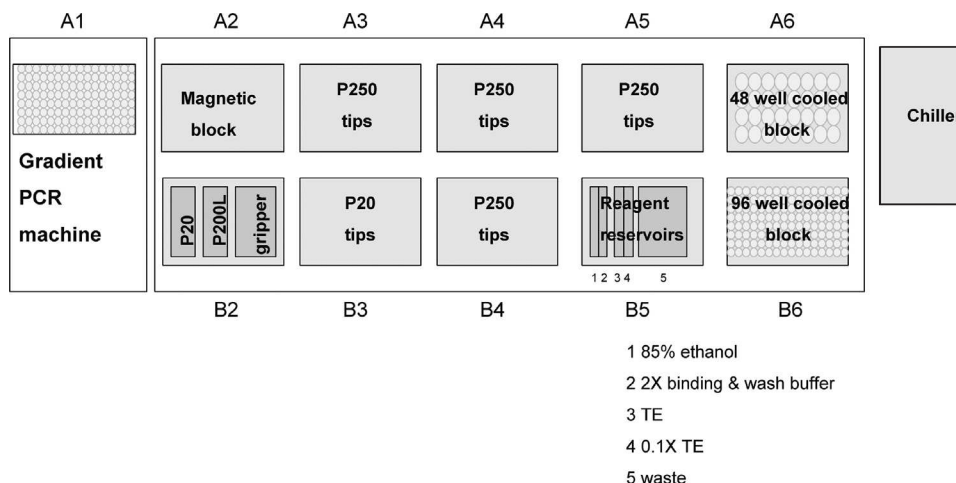 A1 A2 A3 A4 A5 A6
Magnetic
block
P250
tips
P250
tips
P250
tips
48 well cooled
block
Chille
Gradient
PCR
machine
P20
P200L
gripper
P20
tips
P250
tips
Reagent
reservoirs
1 2 3 4 5
96 well cooled
block
B2 B3 B4 B5 B6
1 85% ethanol
2 2X binding & wash buffer
3 TE
4 0.1X TE
5 waste